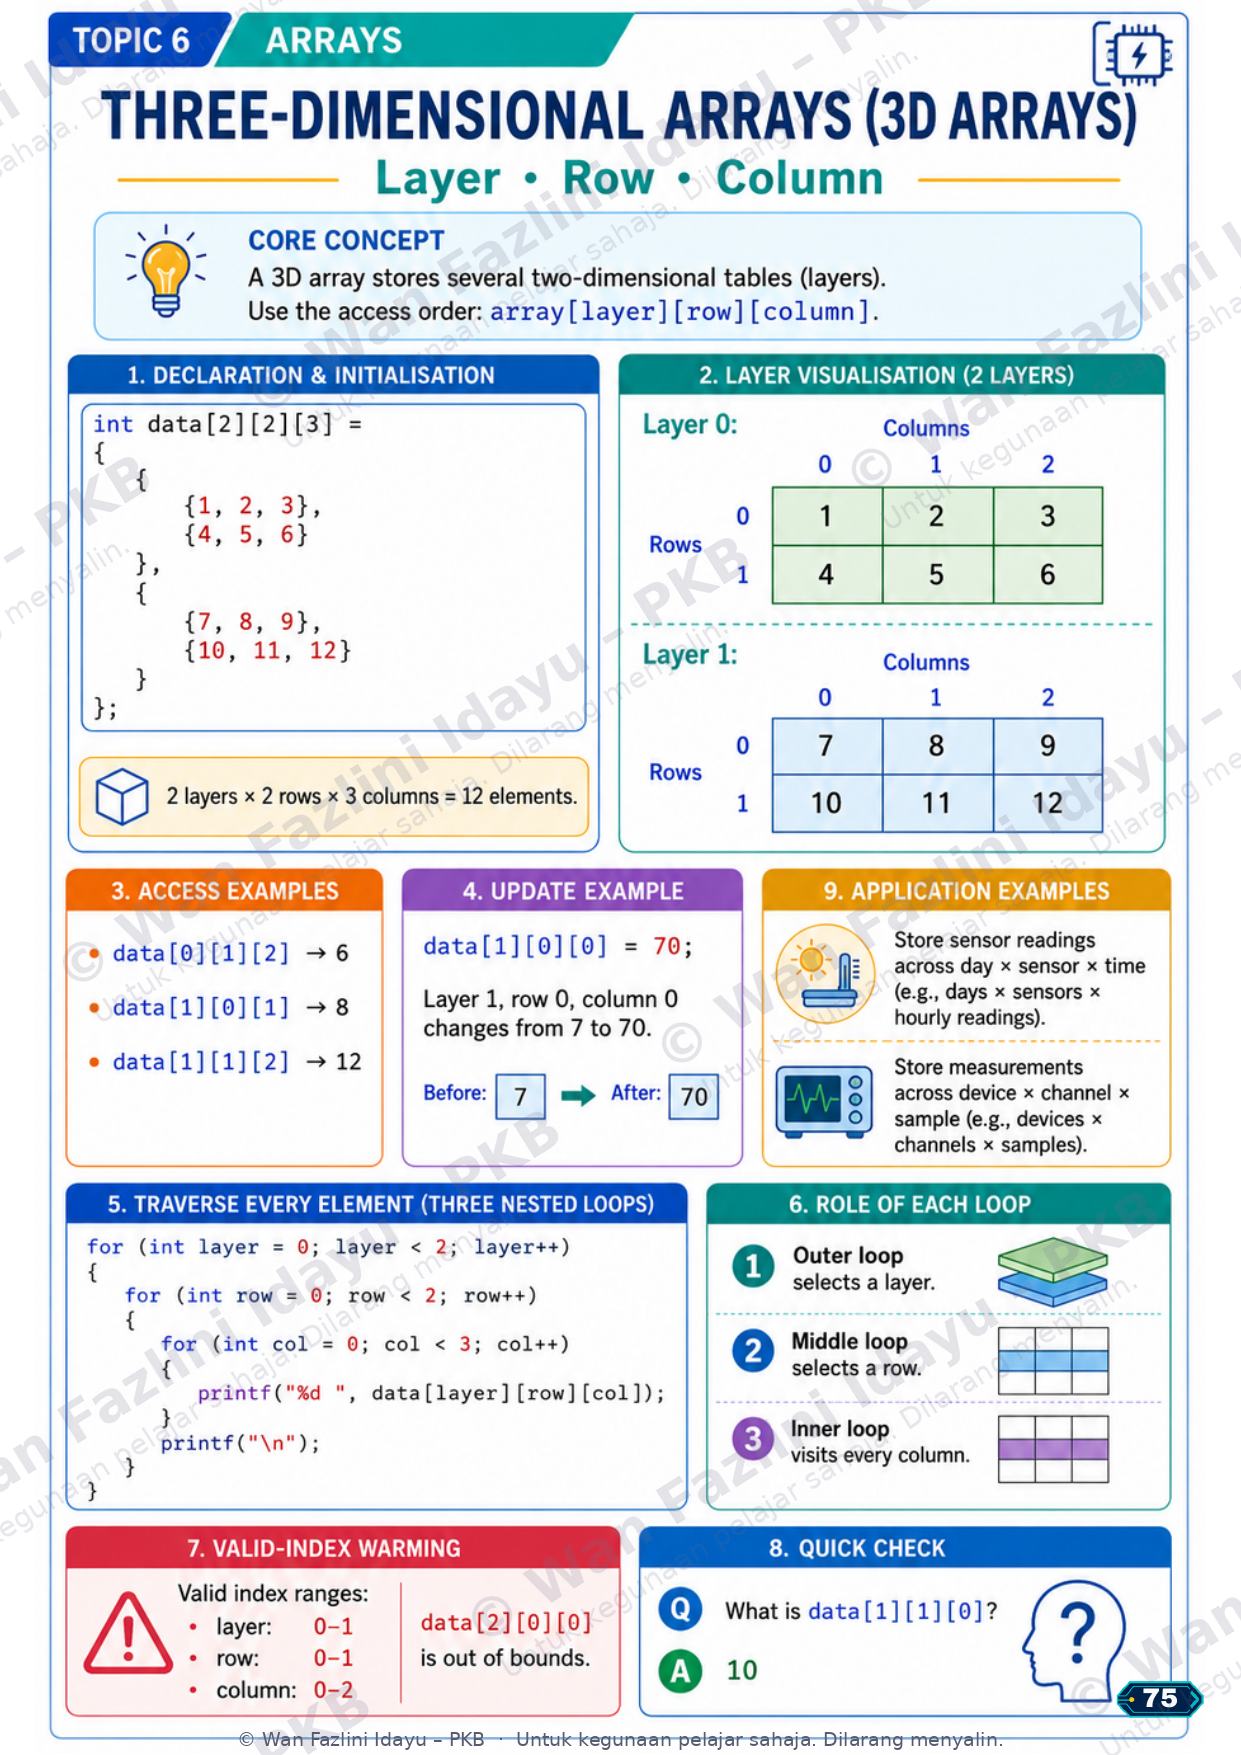 TOPIC 6
ARRAYS
THREE-DIMENSIONAL ARRAYS (3D ARRAYS)
Layer • Row • Column
CORE CONCEPT
A 3D array stores several two-dimensional tables (layers).
Use the access order: array[layer][row][column].
1. DECLARATION & INITIALISATION
int data[2][2][3] =
{
{
{1, 2, 3},
{4, 5, 6}
},
{
{7, 8, 9},
{10, 11, 12}
}
};
2 layers × 2 rows × 3 columns = 12 elements.
2. LAYER VISUALISATION (2 LAYERS)
Layer 0:
Columns
0 1 2
0 1 2 3
Rows
1 4 5 6
Layer 1:
Columns
0 1 2
0 7 8 9
Rows
1 10 11 12
3. ACCESS EXAMPLES
• data[0][1][2] → 6
• data[1][0][1] → 8
• data[1][1][2] → 12
4. UPDATE EXAMPLE
data[1][0][0] = 70;
Layer 1, row 0, column 0
changes from 7 to 70.
Before: 7 After: 70
9. APPLICATION EXAMPLES
Store sensor readings
across day × sensor × time
(e.g., days × sensors ×
hourly readings).
Store measurements
across device × channel ×
sample (e.g., devices ×
channels × samples).
5. TRAVERSE EVERY ELEMENT (THREE NESTED LOOPS)
for (int layer = 0; layer < 2; layer++)
{
for (int row = 0; row < 2; row++)
{
for (int col = 0; col < 3; col++)
{
printf("%d ", data[layer][row][col]);
}
printf("\n");
}
}
6. ROLE OF EACH LOOP
1 Outer loop
selects a layer.
2 Middle loop
selects a row.
3 Inner loop
visits every column.
7. VALID-INDEX WARMING
Valid index ranges:
• layer: 0–1
• row: 0–1
• column: 0–2
data[2][0][0]
is out of bounds.
8. QUICK CHECK
Q What is data[1][1][0]?
A 10
?
75
© Wan Fazlini Idayu – PKB · Untuk kegunaan pelajar sahaja. Dilarang menyalin.
© Wan Fazlini Idayu – PKB
Untuk kegunaan pelajar sahaja. Dilarang menyalin.